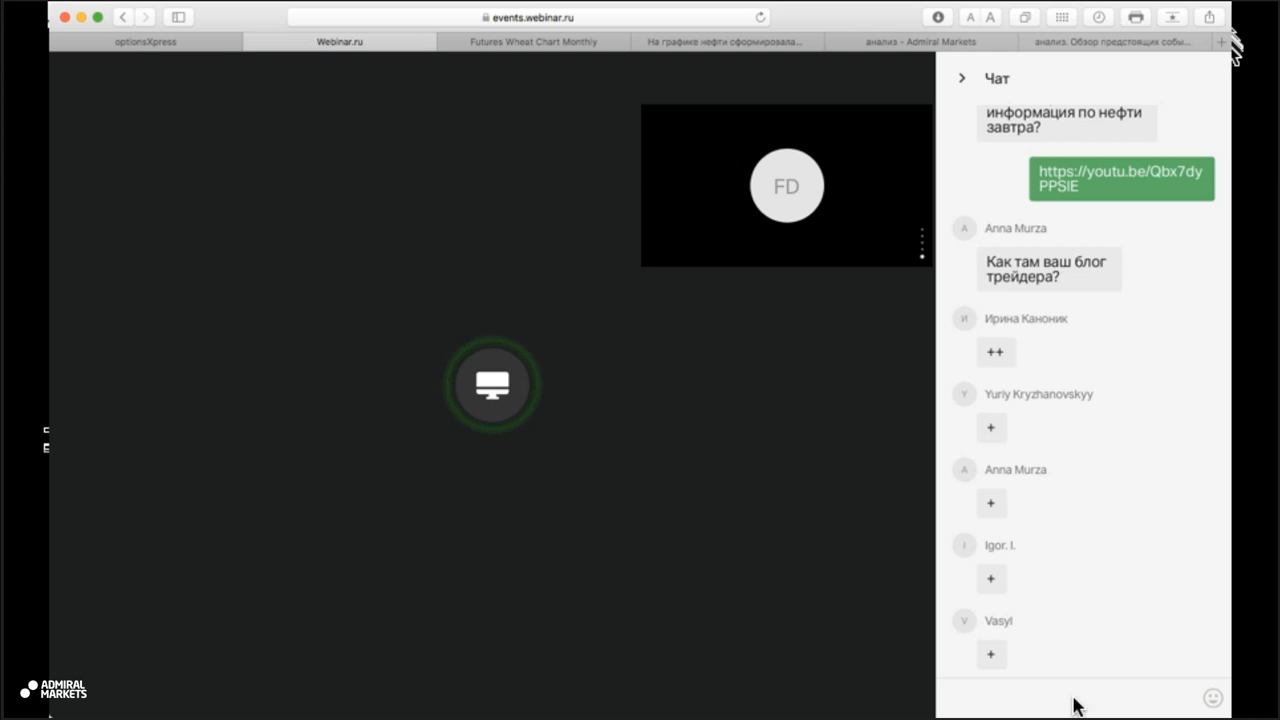 events.webinar.ru
A A
optionsXpress
Webinar.ru
Futures Wheat Chart Monthly
На графике нефти сформировала...
анализ - Admiral Markets
анализ. Обзор предстоящих собы...
Чат
информация по нефти
завтра?
https://youtu.be/Qbx7dy
PPSlE
FD
A
Anna Murza
Как там ваш блог
трейдера?
И
Ирина Каноник
++
Y
Yuriy Kryzhanovskyy
+
A
Anna Murza
+
I
Igor. I.
+
V
Vasyl
+
ADMIRAL
MARKETS